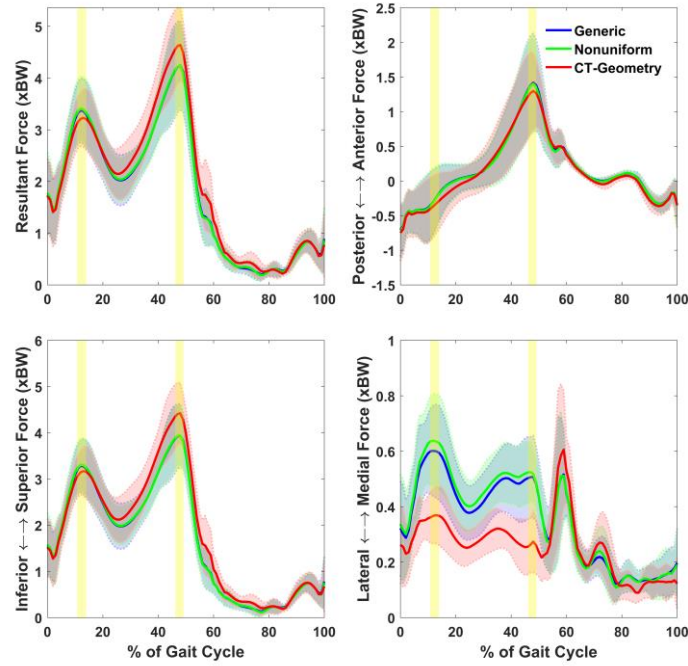 Resultant Force (xBW)
5
4
3
2
1
0
0 20 40 60 80 100
Posterior ←→ Anterior Force (xBW)
2.5
2
1.5
1
0.5
0
-0.5
-1
-1.5
0 20 40 60 80 100
Generic
Nonuniform
CT-Geometry
Inferior ←→ Superior Force (xBW)
6
5
4
3
2
1
0
0 20 40 60 80 100
% of Gait Cycle
Lateral ←→ Medial Force (xBW)
1
0.8
0.6
0.4
0.2
0
0 20 40 60 80 100
% of Gait Cycle